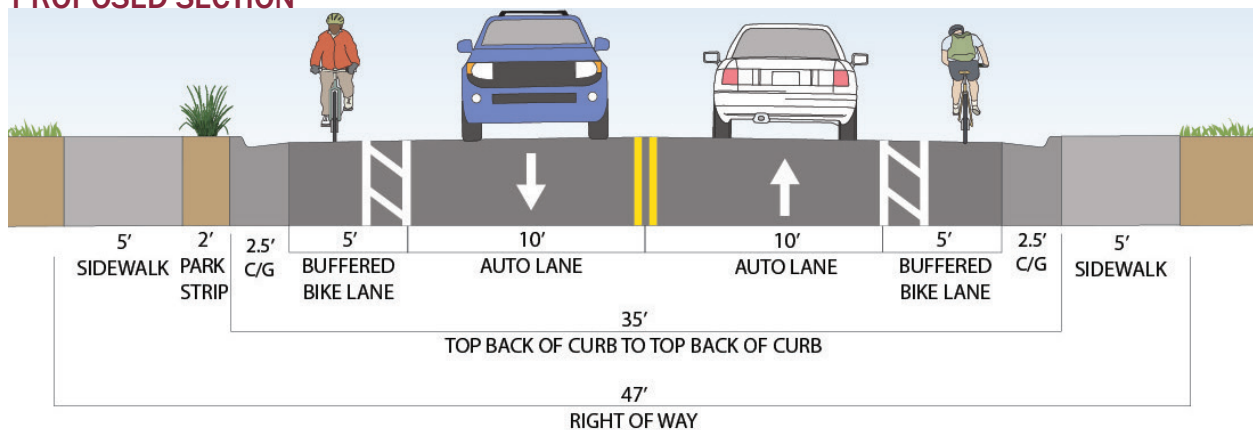 PROPOSED SECTION
5' 2' 2.5' 5' 10' 10' 5' 2.5' 5'
SIDEWALK PARK C/G BUFFERED AUTO LANE AUTO LANE BUFFERED C/G SIDEWALK
STRIP BIKE LANE BIKE LANE
35'
TOP BACK OF CURB TO TOP BACK OF CURB
47'
RIGHT OF WAY